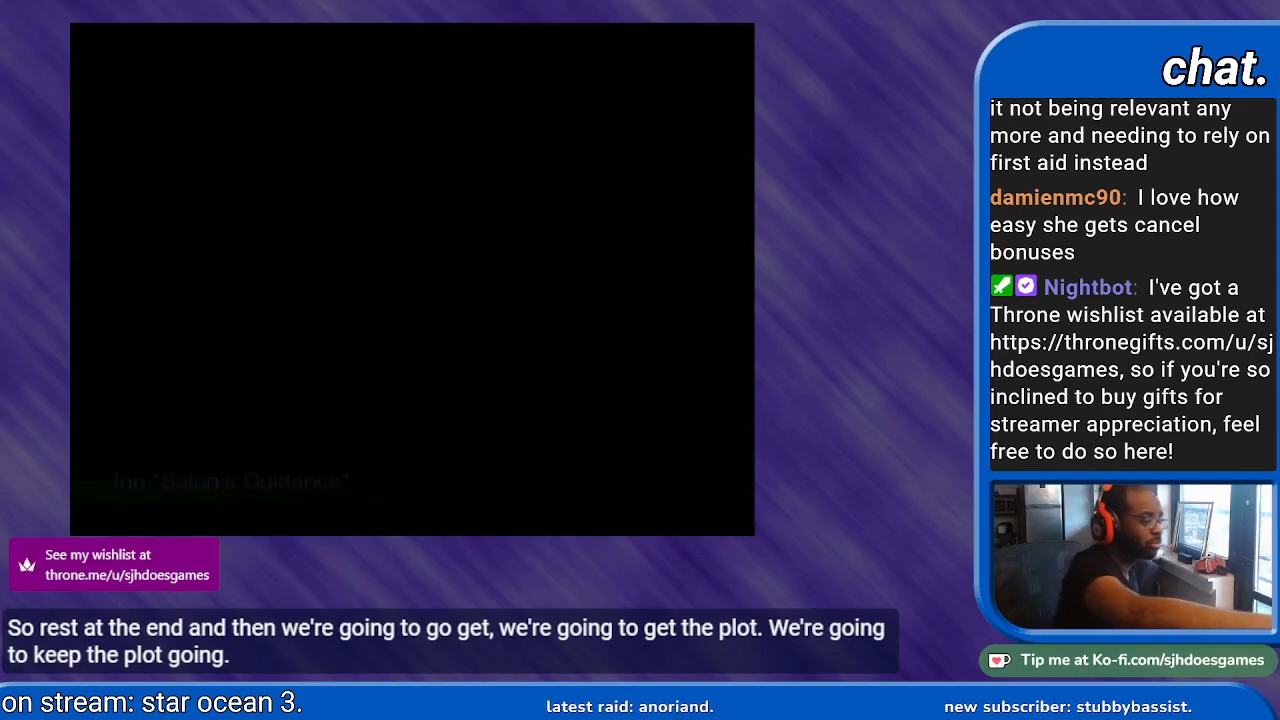 chat.
it not being relevant any
more and needing to rely on
first aid instead
damienmc90: I love how
easy she gets cancel
bonuses
Nightbot: I've got a
Throne wishlist available at
https://thronegifts.com/u/sj
hdoesgames, so if you're so
inclined to buy gifts for
streamer appreciation, feel
free to do so here!
Inn "Solon's Guidance"
See my wishlist at
throne.me/u/sjhdoesgames
So rest at the end and then we're going to go get, we're going to get the plot. We're going
to keep the plot going.
Tip me at Ko-fi.com/sjhdoesgames
on stream: star ocean 3.
latest raid: anoriand.
new subscriber: stubbybassist.